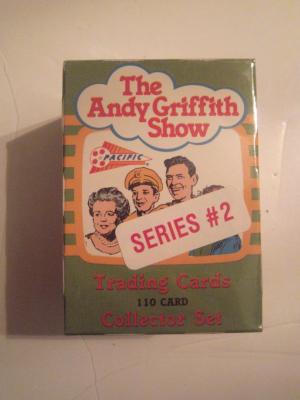 The
Andy Griffith
Show
PACIFIC
SERIES #2
Trading Cards
110 CARD
Collector Set